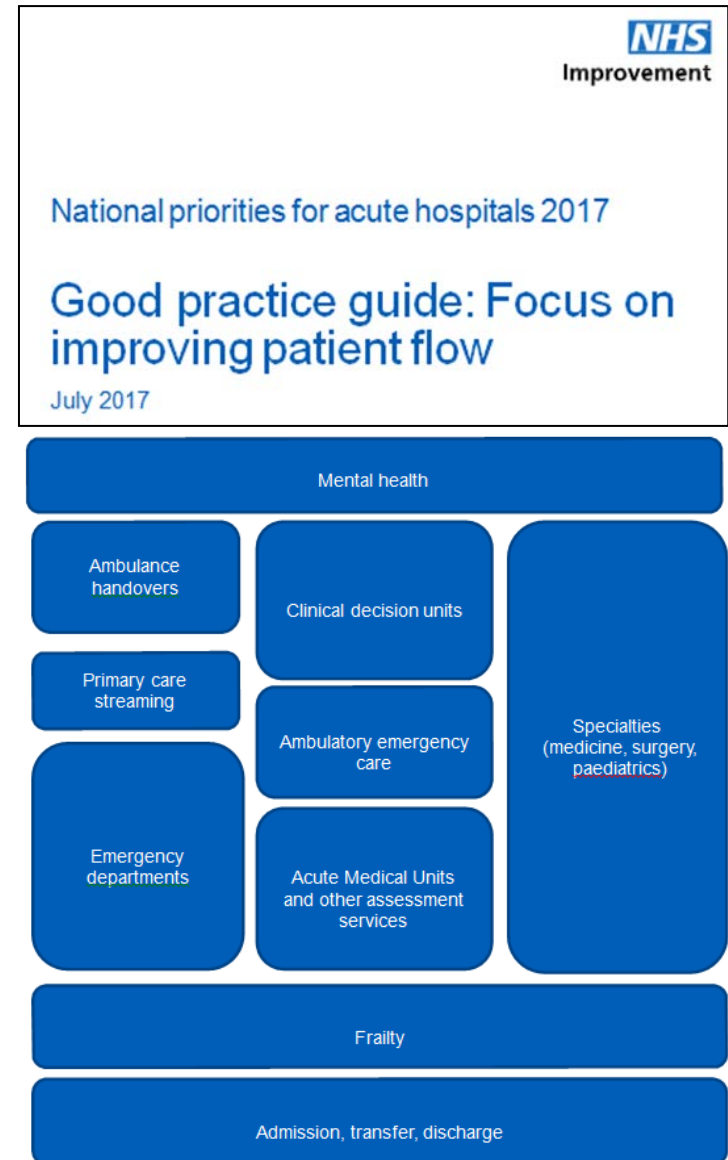 NHS
Improvement
National priorities for acute hospitals 2017
Good practice guide: Focus on
improving patient flow
July 2017
Mental health
Ambulance
handovers
Primary care
streaming
Emergency
departments
Clinical decision units
Ambulatory emergency
care
Acute Medical Units
and other assessment
services
Specialties
(medicine, surgery,
paediatrics)
Frailty
Admission, transfer, discharge